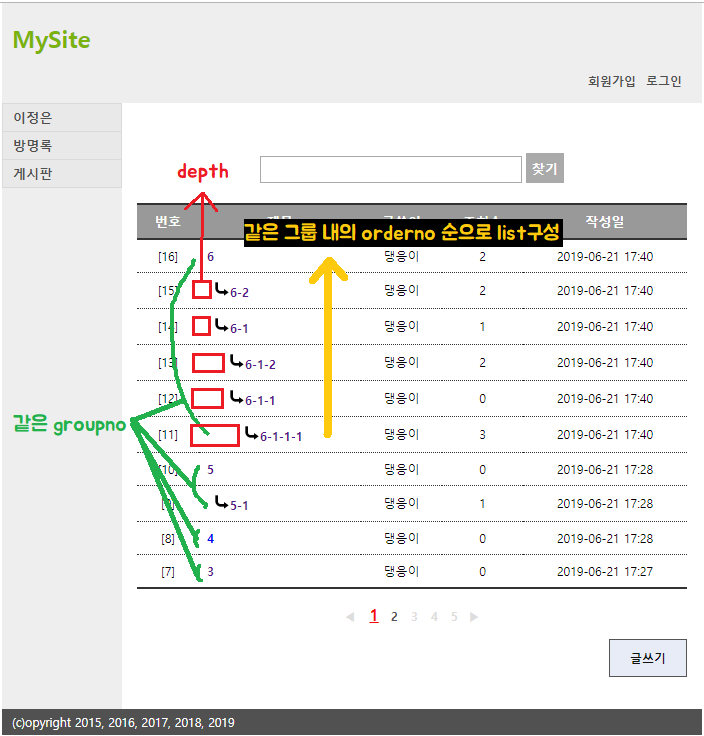 MySite
회원가입 로그인
이정은
방명록
게시판
depth
찾기
번호 작성일
같은 그룹 내의 orderno 순으로 list구성
[16] 6 댕응이 2 2019-06-21 17:40
[15] 6-2 댕응이 2 2019-06-21 17:40
[14] 6-1 댕응이 1 2019-06-21 17:40
[13] 6-1-2 댕응이 2 2019-06-21 17:40
[12] 6-1-1 댕응이 0 2019-06-21 17:40
같은 groupno
[11] 6-1-1-1 댕응이 3 2019-06-21 17:40
[10] 5 댕응이 0 2019-06-21 17:28
[9] 5-1 댕응이 1 2019-06-21 17:28
[8] 4 댕응이 0 2019-06-21 17:28
[7] 3 댕응이 0 2019-06-21 17:27
◀ 1 2 3 4 5 ▶
글쓰기
(c)opyright 2015, 2016, 2017, 2018, 2019